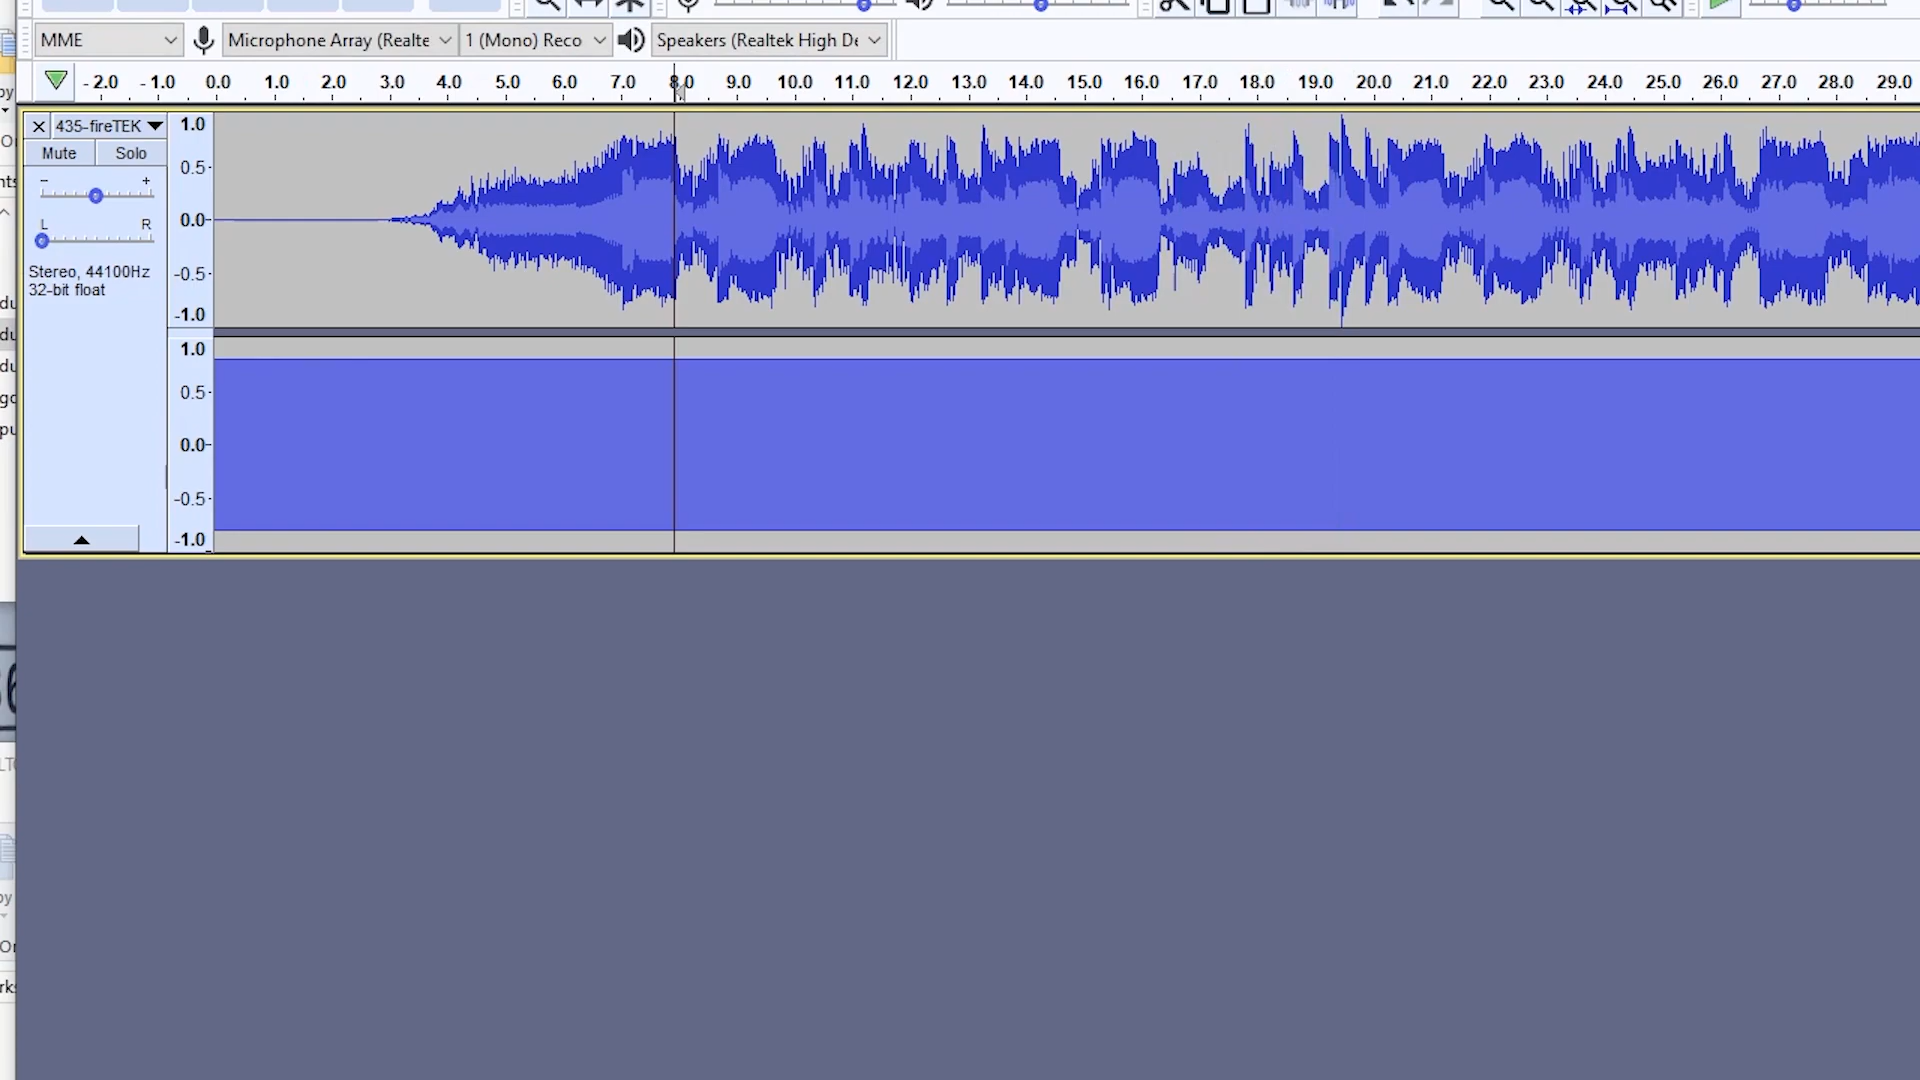 MME Microphone Array (Realte 1 (Mono) Reco Speakers (Realtek High De
- 2.0 - 1.0 0.0 1.0 2.0 3.0 4.0 5.0 6.0 7.0 8.0 9.0 10.0 11.0 12.0 13.0 14.0 15.0 16.0 17.0 18.0 19.0 20.0 21.0 22.0 23.0 24.0 25.0 26.0 27.0 28.0 29.0
× 435-fireTEK
Mute Solo
- +
L R
Stereo, 44100Hz
32-bit float
1.0
0.5-
0.0-
-0.5-
-1.0
1.0
0.5-
0.0-
-0.5-
-1.0